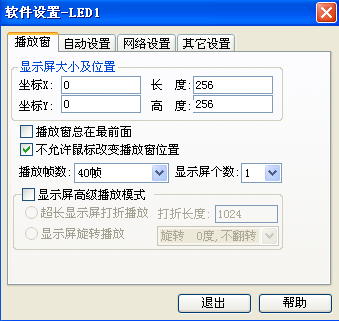 软件设置-LED1
播放窗 自动设置 网络设置 其它设置
显示屏大小及位置
坐标X: 0 长 度: 256
坐标Y: 0 高 度: 256
播放窗总在最前面
不允许鼠标改变播放窗位置
播放帧数: 40帧 显示屏个数: 1
显示屏高级播放模式
超长显示屏打折播放 打折长度: 1024
显示屏旋转播放 旋转 0度,不翻转
退出 帮助